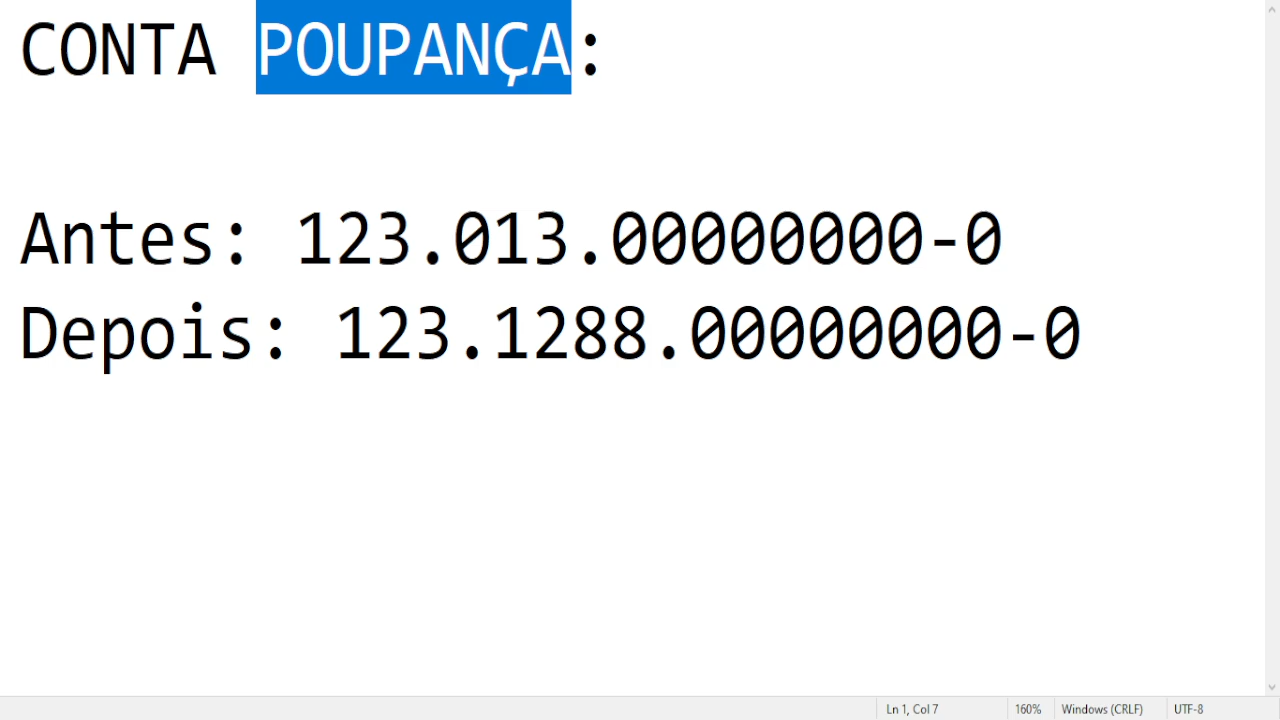 CONTA POUPANÇA:
Antes: 123.013.00000000-0
Depois: 123.1288.00000000-0
Ln 1, Col 7
160%
Windows (CRLF)
UTF-8